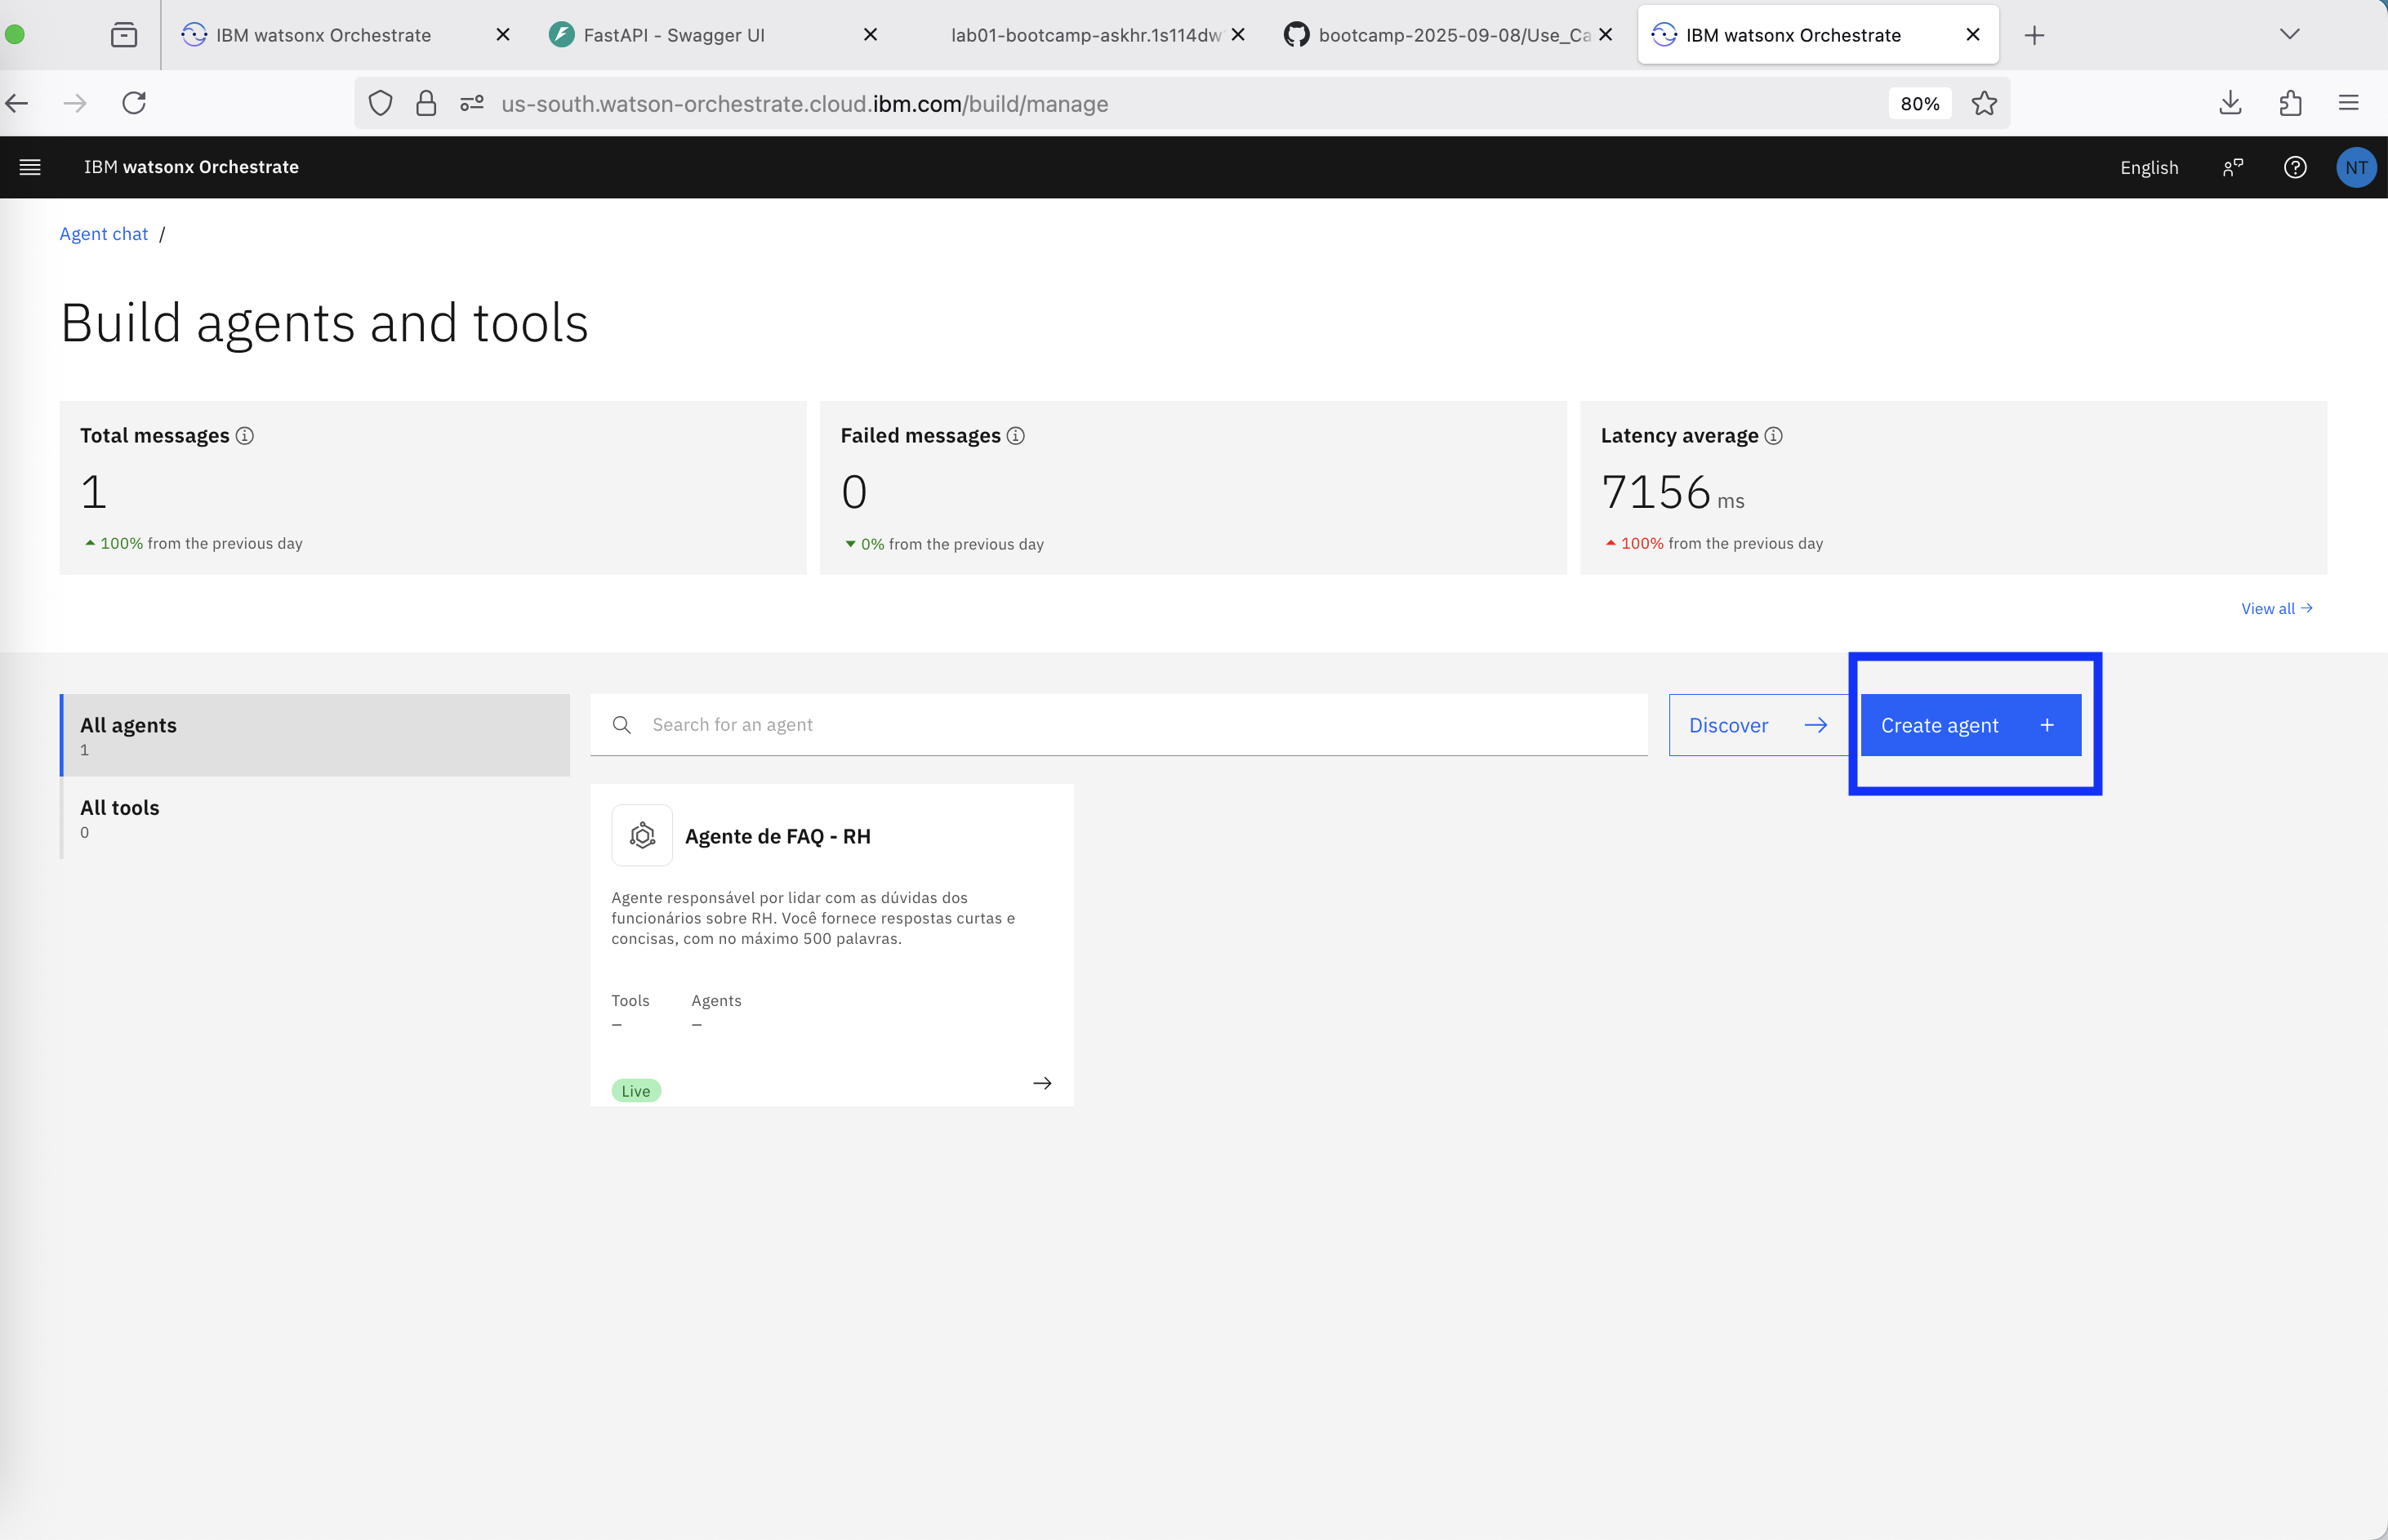 IBM watsonx Orchestrate
FastAPI - Swagger UI
lab01-bootcamp-askhr.1s114dw
bootcamp-2025-09-08/Use_Ca
IBM watsonx Orchestrate
us-south.watson-orchestrate.cloud.ibm.com/build/manage
80%
IBM watsonx Orchestrate
English
NT
Agent chat /
Build agents and tools
Total messages
1
100% from the previous day
Failed messages
0
0% from the previous day
Latency average
7156 ms
100% from the previous day
View all
All agents
1
All tools
0
Search for an agent
Discover
Create agent +
Agente de FAQ - RH
Agente responsável por lidar com as dúvidas dos
funcionários sobre RH. Você fornece respostas curtas e
concisas, com no máximo 500 palavras.
Tools Agents
– –
Live